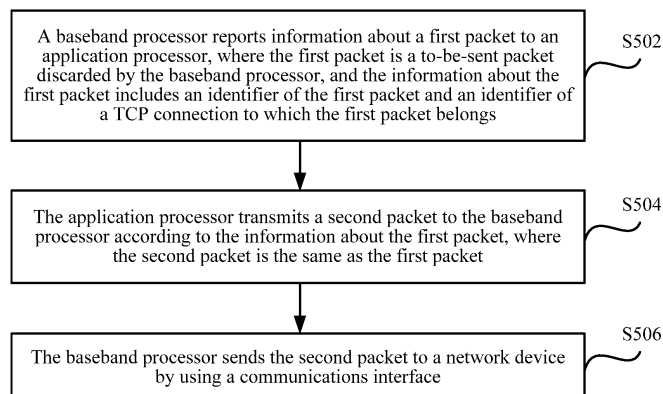 A baseband processor reports information about a first packet to an
application processor, where the first packet is a to-be-sent packet
discarded by the baseband processor, and the information about the
first packet includes an identifier of the first packet and an identifier of
a TCP connection to which the first packet belongs
S502
The application processor transmits a second packet to the baseband
processor according to the information about the first packet, where
the second packet is the same as the first packet
S504
The baseband processor sends the second packet to a network device
by using a communications interface
S506